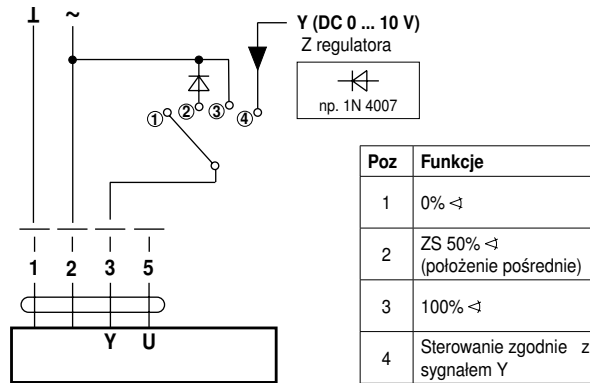 ⊥ ~
Y (DC 0 ... 10 V)
Z regulatora
np. 1N 4007
① ② ③ ④
1 2 3 5
Y U
Poz Funkcje
1 0% ⊲
2 ZS 50% ⊲
(położenie pośrednie)
3 100% ⊲
4 Sterowanie zgodnie z
sygnałem Y